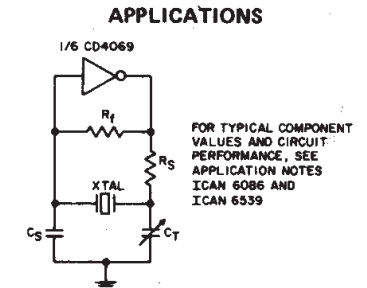 APPLICATIONS
1/6 CD4069
Rf
RS
XTAL
CS
CT
FOR TYPICAL COMPONENT
VALUES AND CIRCUIT
PERFORMANCE, SEE
APPLICATION NOTES
ICAN 6086 AND
ICAN 6539